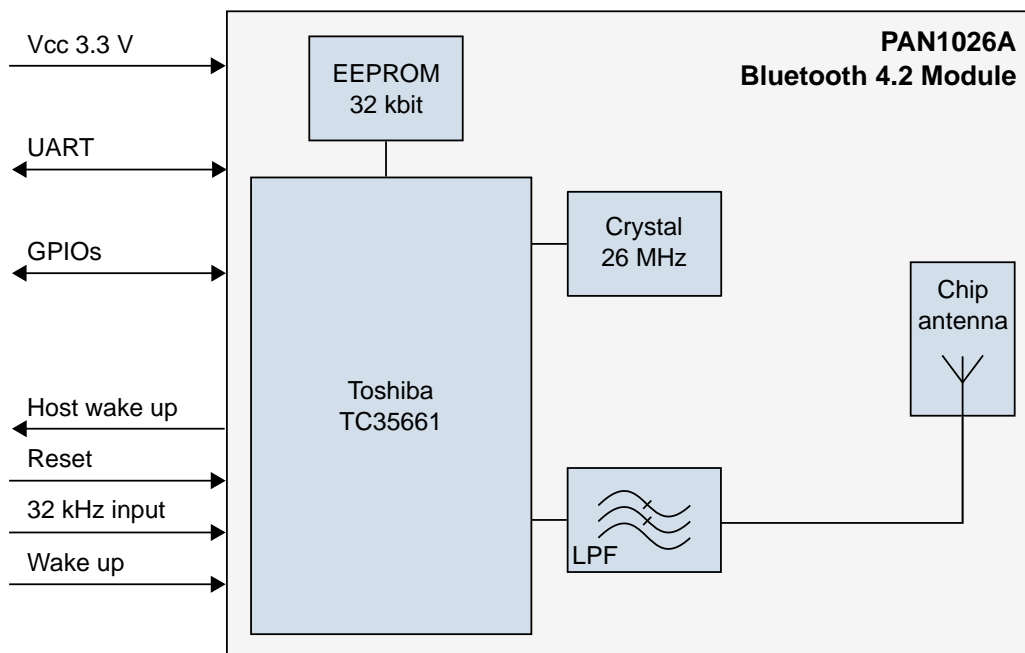 Vcc 3.3 V
UART
GPIOs
Host wake up
Reset
32 kHz input
Wake up
PAN1026A
Bluetooth 4.2 Module
EEPROM
32 kbit
Crystal
26 MHz
Toshiba
TC35661
LPF
Chip
antenna